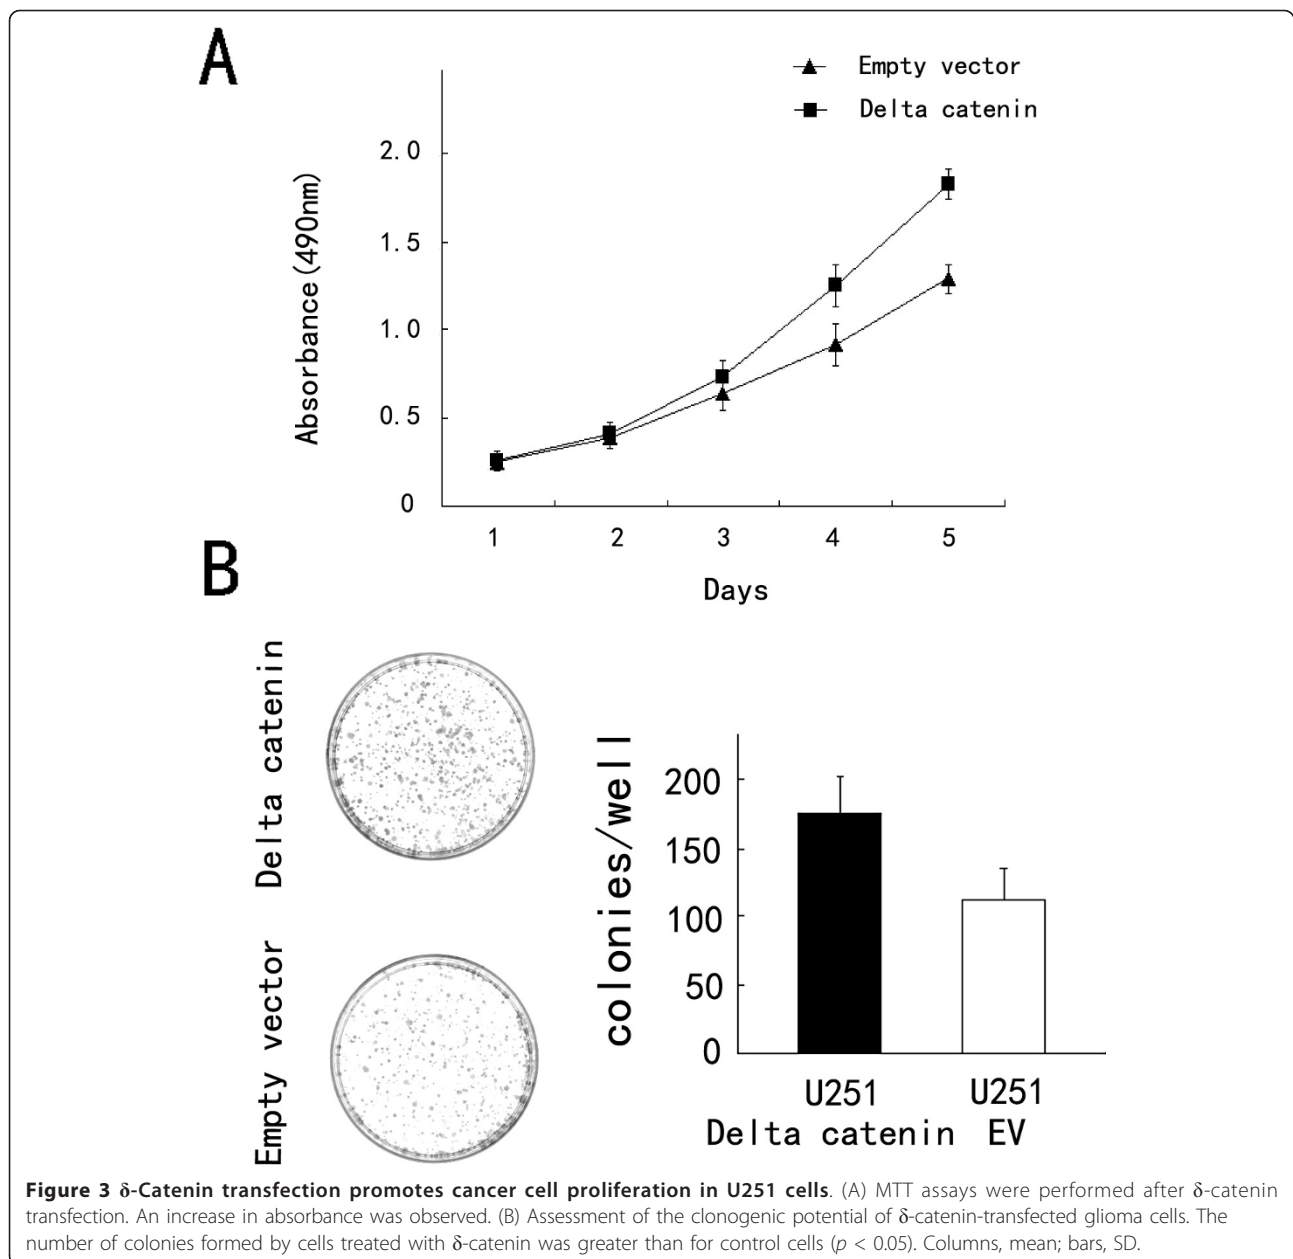 A
Empty vector
Delta catenin
Absorbance(490nm)
2.0
1.5
1.0
0.5
0
1 2 3 4 5
Days
B
Delta catenin
Empty vector
colonies/well
200
150
100
50
0
U251 U251
Delta catenin EV
Figure 3 δ-Catenin transfection promotes cancer cell proliferation in U251 cells. (A) MTT assays were performed after δ-catenin
transfection. An increase in absorbance was observed. (B) Assessment of the clonogenic potential of δ-catenin-transfected glioma cells. The
number of colonies formed by cells treated with δ-catenin was greater than for control cells (p < 0.05). Columns, mean; bars, SD.